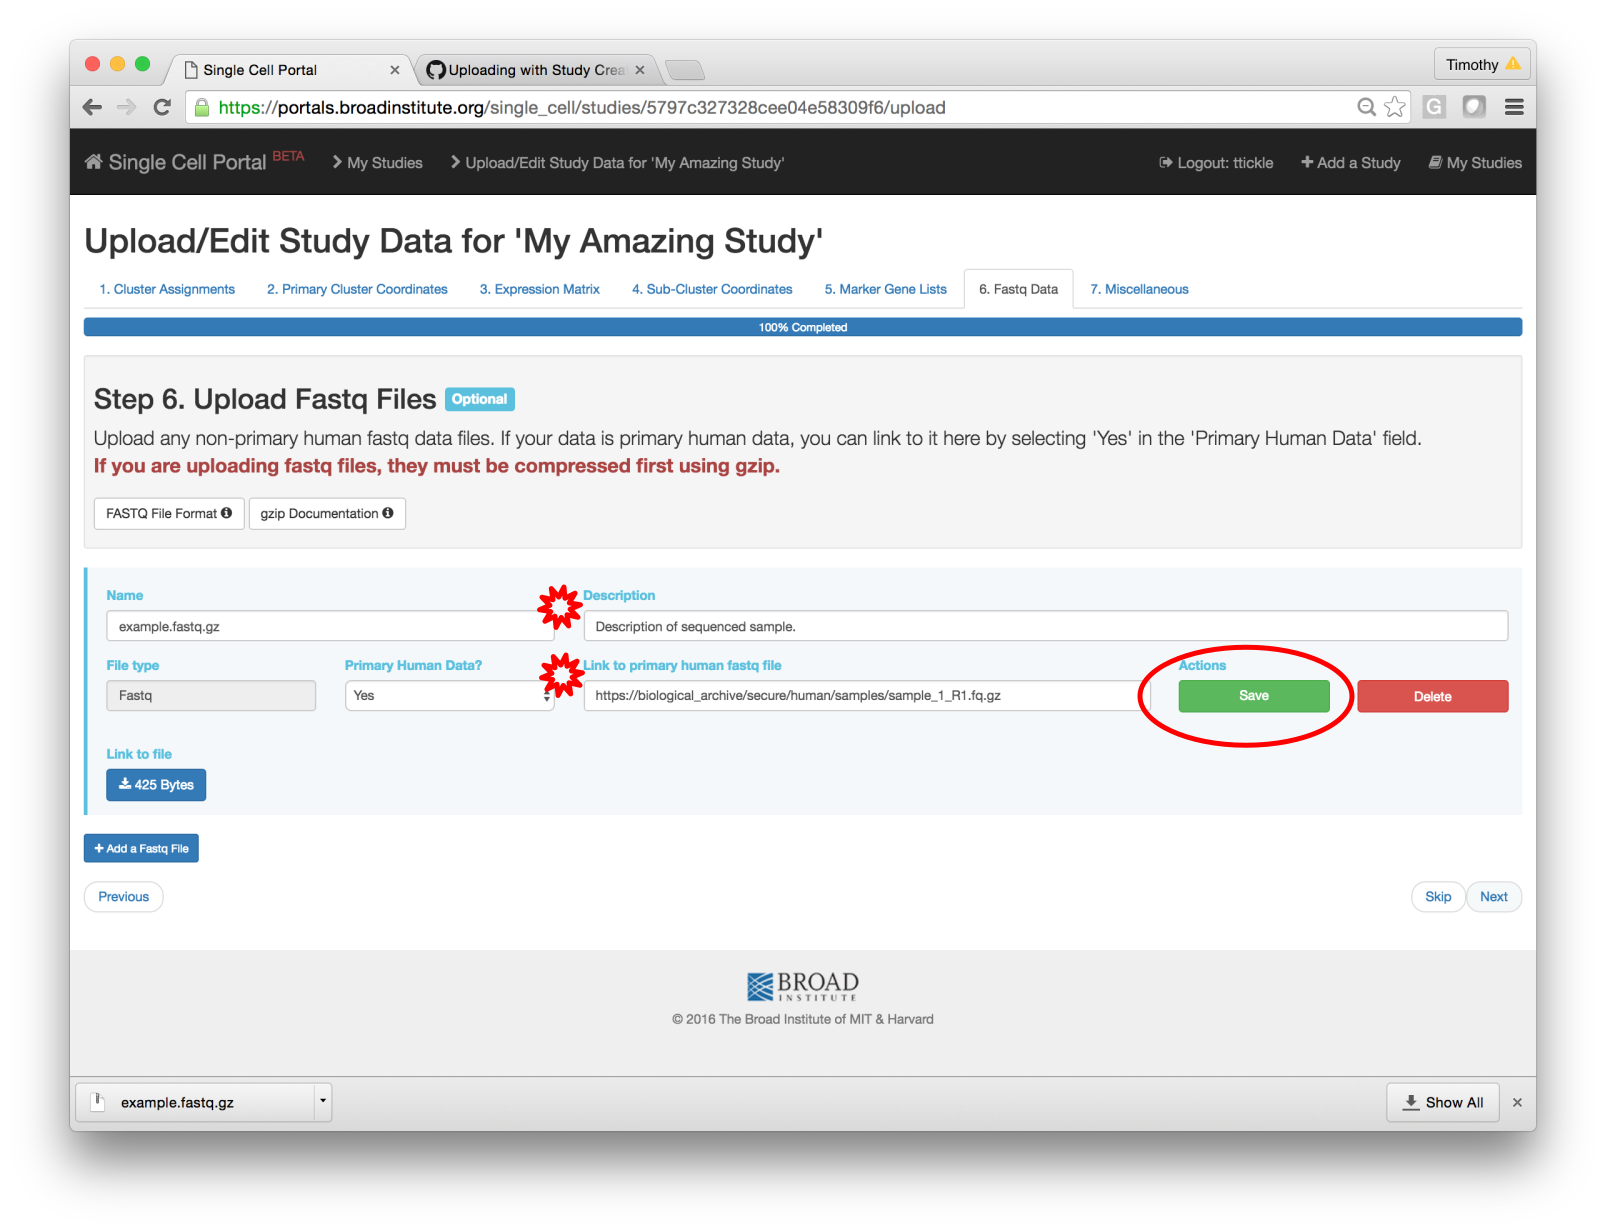 Single Cell Portal
Uploading with Study Crea
Timothy
https://portals.broadinstitute.org/single_cell/studies/5797c327328cee04e58309f6/upload
G
Single Cell Portal BETA
My Studies
Upload/Edit Study Data for 'My Amazing Study'
Logout: ttickle
Add a Study
My Studies
Upload/Edit Study Data for 'My Amazing Study'
1. Cluster Assignments
2. Primary Cluster Coordinates
3. Expression Matrix
4. Sub-Cluster Coordinates
5. Marker Gene Lists
6. Fastq Data
7. Miscellaneous
100% Completed
Step 6. Upload Fastq Files Optional
Upload any non-primary human fastq data files. If your data is primary human data, you can link to it here by selecting 'Yes' in the 'Primary Human Data' field.
If you are uploading fastq files, they must be compressed first using gzip.
FASTQ File Format
gzip Documentation
Name
Description
example.fastq.gz
Description of sequenced sample.
File type
Primary Human Data?
Link to primary human fastq file
Actions
Fastq
Yes
https://biological_archive/secure/human/samples/sample_1_R1.fq.gz
Save
Delete
Link to file
425 Bytes
+ Add a Fastq File
Previous
Skip
Next
BROAD
INSTITUTE
© 2016 The Broad Institute of MIT & Harvard
example.fastq.gz
Show All